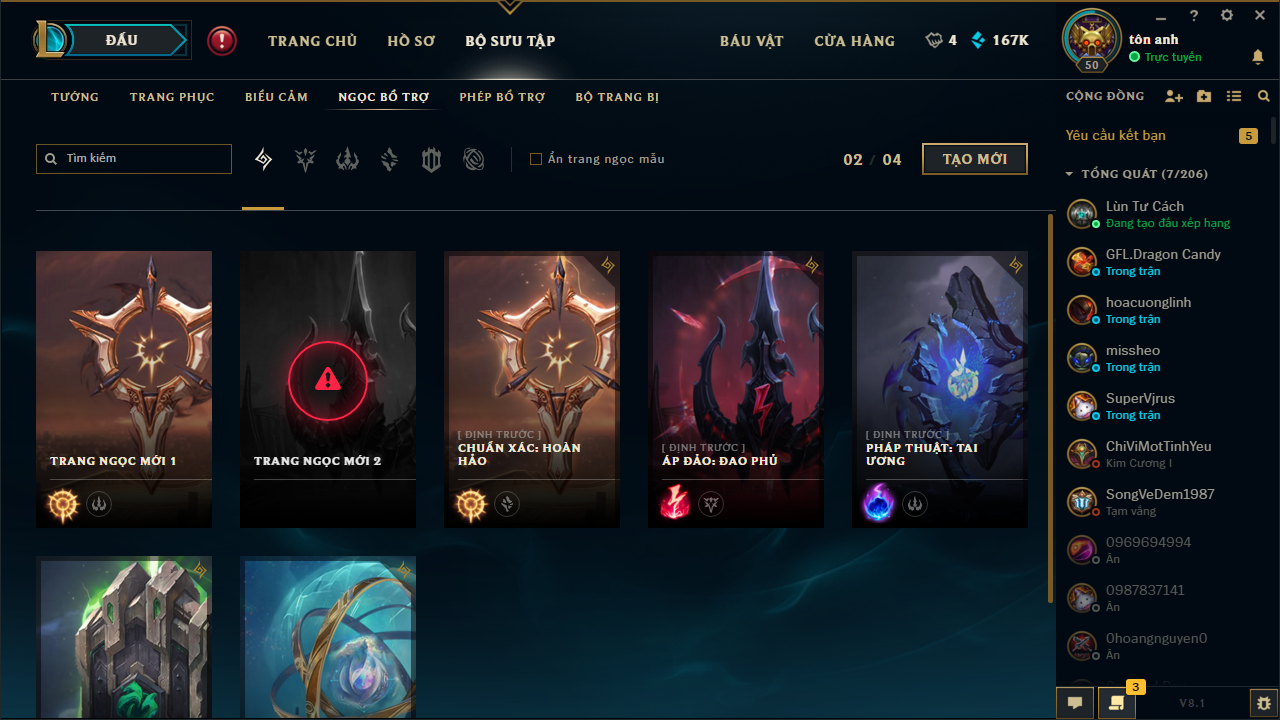 ĐẤU
TRANG CHỦ
HỒ SƠ
BỘ SƯU TẬP
BÁU VẬT
CỬA HÀNG
4
167K
50
tôn anh
Trực tuyến
TƯỚNG
TRANG PHỤC
BIỂU CẢM
NGỌC BỔ TRỢ
PHÉP BỔ TRỢ
BỘ TRANG BỊ
Tìm kiếm
Ẩn trang ngọc mẫu
02 / 04
TẠO MỚI
TRANG NGỌC MỚI 1
TRANG NGỌC MỚI 2
[ ĐỊNH TRƯỚC ]
CHUẨN XÁC: HOÀN
HẢO
[ ĐỊNH TRƯỚC ]
ÁP ĐẢO: ĐAO PHỦ
[ ĐỊNH TRƯỚC ]
PHÁP THUẬT: TAI
ƯƠNG
CỘNG ĐỒNG
Yêu cầu kết bạn
5
TỔNG QUÁT (7/206)
Lùn Tư Cách
Đang tạo đấu xếp hạng
GFL.Dragon Candy
Trong trận
hoacuonglinh
Trong trận
missheo
Trong trận
SuperVjrus
Trong trận
ChiViMotTinhYeu
Kim Cương I
SongVeDem1987
Tạm vắng
0969694994
Ẩn
0987837141
Ẩn
0hoangnguyen0
Ẩn
3
V8.1